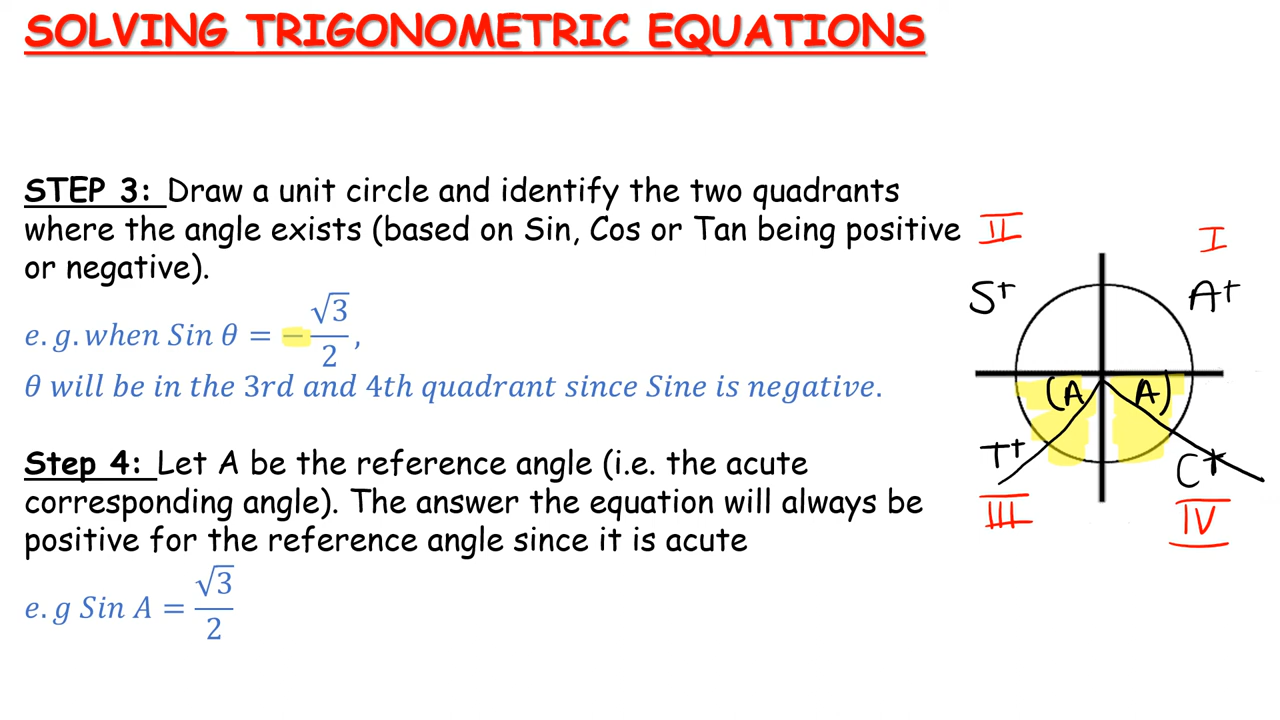 SOLVING TRIGONOMETRIC EQUATIONS
STEP 3: Draw a unit circle and identify the two quadrants
where the angle exists (based on Sin, Cos or Tan being positive
or negative).
e.g. when Sin θ = −√3/2,
θ will be in the 3rd and 4th quadrant since Sine is negative.
Step 4: Let A be the reference angle (i.e. the acute
corresponding angle). The answer the equation will always be
positive for the reference angle since it is acute
e.g Sin A = √3/2
II
I
S+
A+
(A
A)
T+
C+
III
IV